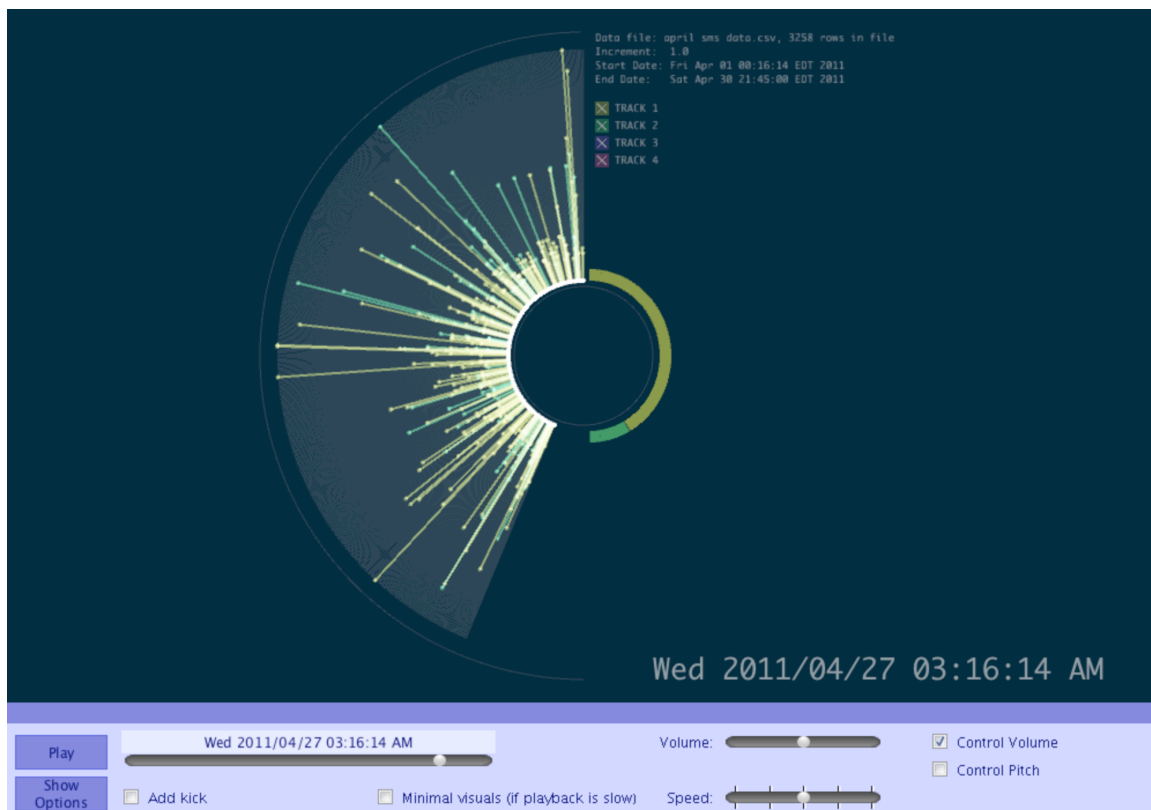 Data file: april sms data.csv, 3258 rows in file
Increment: 1.0
Start Date: Fri Apr 01 00:16:14 EDT 2011
End Date: Sat Apr 30 21:45:00 EDT 2011
TRACK 1
TRACK 2
TRACK 3
TRACK 4
Wed 2011/04/27 03:16:14 AM
Play
Wed 2011/04/27 03:16:14 AM
Volume:
Control Volume
Control Pitch
Show
Options
Add kick
Minimal visuals (if playback is slow)
Speed: